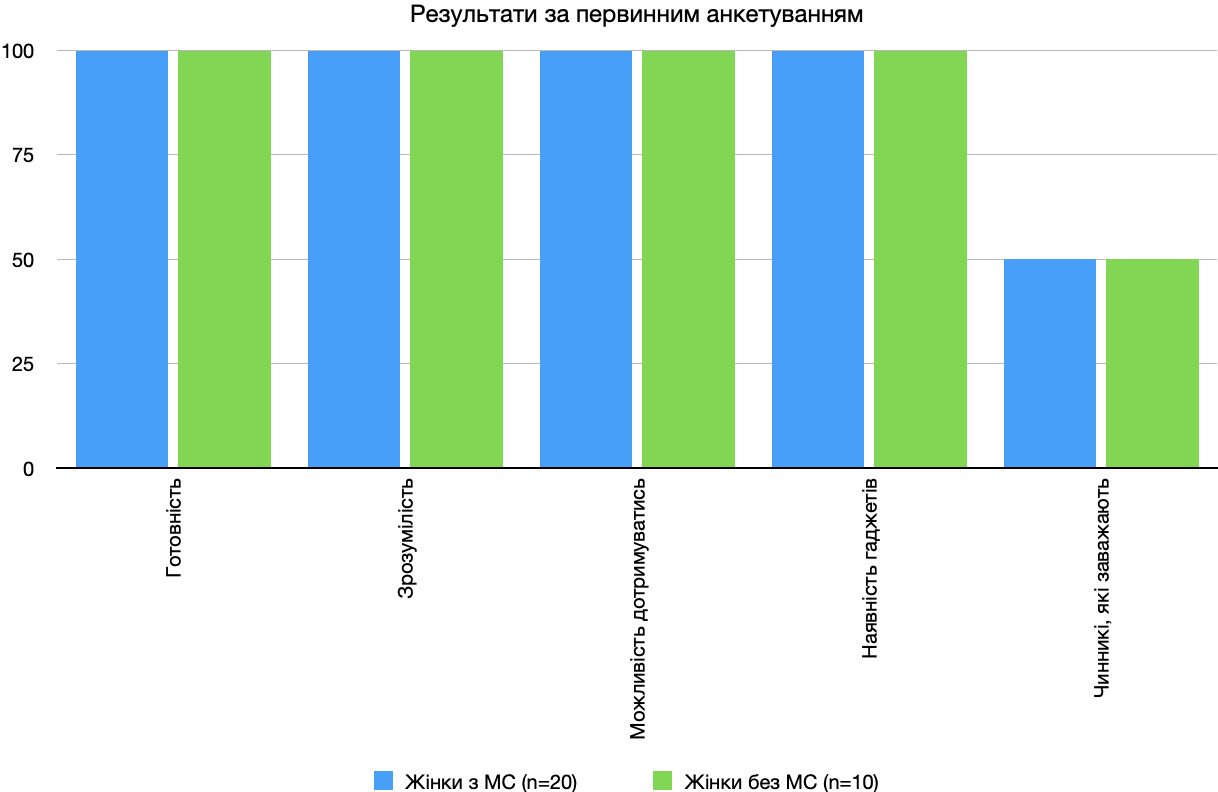 Результати за первинним анкетуванням
100
75
50
25
0
Готовність
Зрозумілість
Можливість дотримуватись
Наявність гаджетів
Чинникі, які заважають
Жінки з МС (n=20)
Жінки без МС (n=10)